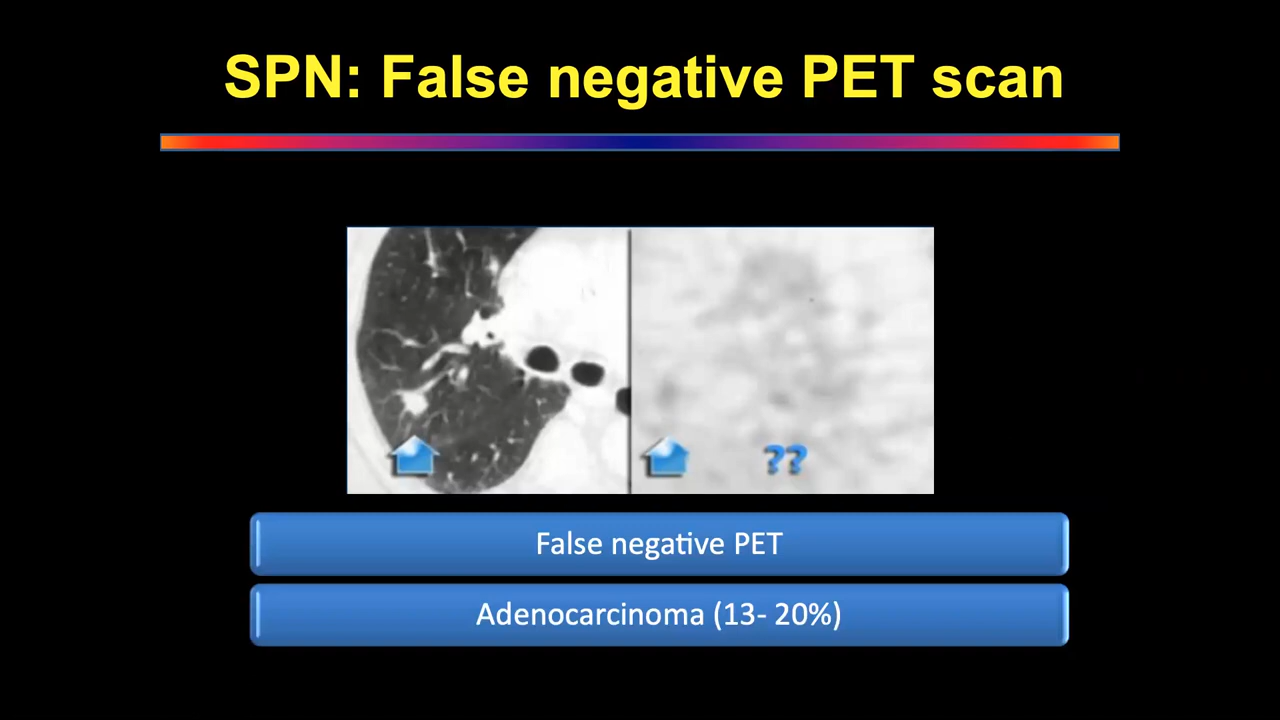 SPN: False negative PET scan
??
False negative PET
Adenocarcinoma (13- 20%)